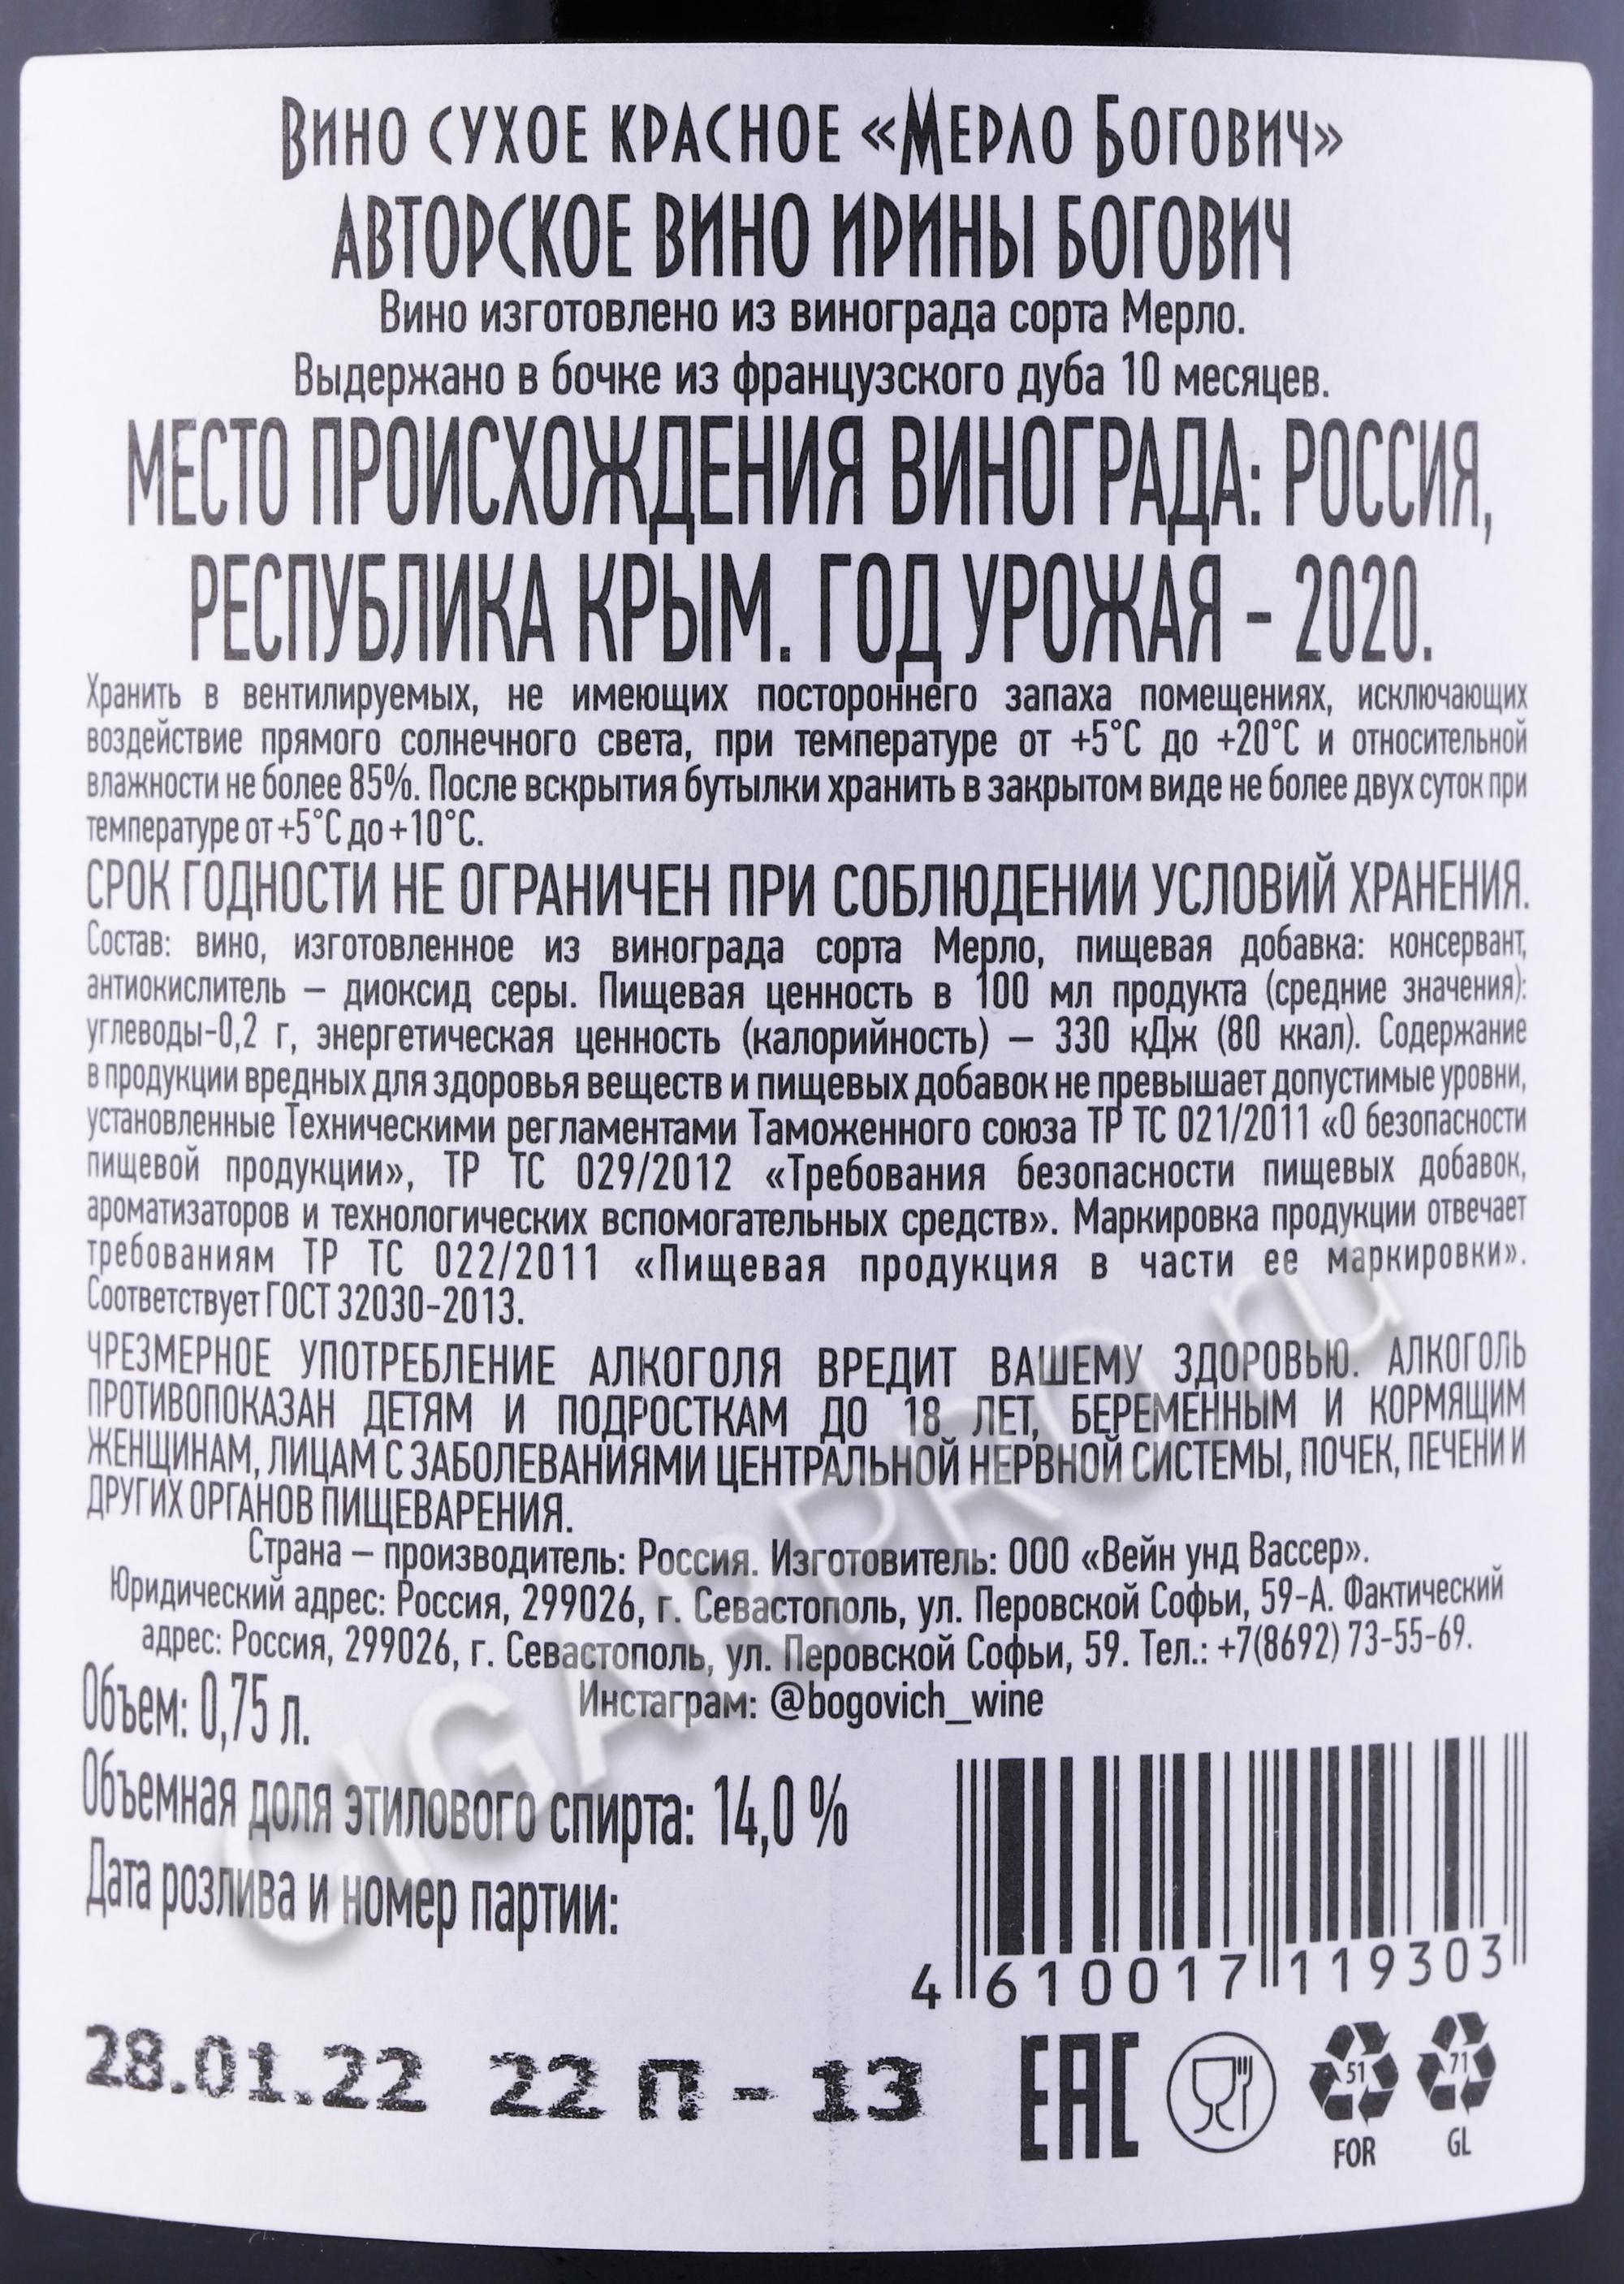 Вино сухое красное «Мерло Богович»
АВТОРСКОЕ ВИНО ИРИНЫ БОГОВИЧ
Вино изготовлено из винограда сорта Мерло.
Выдержано в бочке из французского дуба 10 месяцев.
МЕСТО ПРОИСХОЖДЕНИЯ ВИНОГРАДА: РОССИЯ,
РЕСПУБЛИКА КРЫМ. ГОД УРОЖАЯ - 2020.
Хранить в вентилируемых, не имеющих постороннего запаха помещениях, исключающих
воздействие прямого солнечного света, при температуре от +5°С до +20°С и относительной
влажности не более 85%. После вскрытия бутылки хранить в закрытом виде не более двух суток при
температуре от +5°С до +10°С.
СРОК ГОДНОСТИ НЕ ОГРАНИЧЕН ПРИ СОБЛЮДЕНИИ УСЛОВИЙ ХРАНЕНИЯ.
Состав: вино, изготовленное из винограда сорта Мерло, пищевая добавка: консервант,
антиокислитель – диоксид серы. Пищевая ценность в 100 мл продукта (средние значения):
углеводы-0,2 г, энергетическая ценность (калорийность) – 330 кДж (80 ккал). Содержание
в продукции вредных для здоровья веществ и пищевых добавок не превышает допустимые уровни,
установленные Техническими регламентами Таможенного союза ТР ТС 021/2011 «О безопасности
пищевой продукции», ТР ТС 029/2012 «Требования безопасности пищевых добавок,
ароматизаторов и технологических вспомогательных средств». Маркировка продукции отвечает
требованиям ТР ТС 022/2011 «Пищевая продукция в части ее маркировки».
Соответствует ГОСТ 32030-2013.
ЧРЕЗМЕРНОЕ УПОТРЕБЛЕНИЕ АЛКОГОЛЯ ВРЕДИТ ВАШЕМУ ЗДОРОВЬЮ. АЛКОГОЛЬ
ПРОТИВОПОКАЗАН ДЕТЯМ И ПОДРОСТКАМ ДО 18 ЛЕТ, БЕРЕМЕННЫМ И КОРМЯЩИМ
ЖЕНЩИНАМ, ЛИЦАМ С ЗАБОЛЕВАНИЯМИ ЦЕНТРАЛЬНОЙ НЕРВНОЙ СИСТЕМЫ, ПОЧЕК, ПЕЧЕНИ И
ДРУГИХ ОРГАНОВ ПИЩЕВАРЕНИЯ.
Страна – производитель: Россия. Изготовитель: ООО «Вейн унд Вассер».
Юридический адрес: Россия, 299026, г. Севастополь, ул. Перовской Софьи, 59-А. Фактический
адрес: Россия, 299026, г. Севастополь, ул. Перовской Софьи, 59. Тел.: +7(8692) 73-55-69.
Инстаграм: @bogovich_wine
Объем: 0,75 л.
Объемная доля этилового спирта: 14,0 %
Дата розлива и номер партии:
4 610017 119303
28.01.22 22 П - 13
ЕАС
51
FOR
71
GL
CIGARPRO.ru